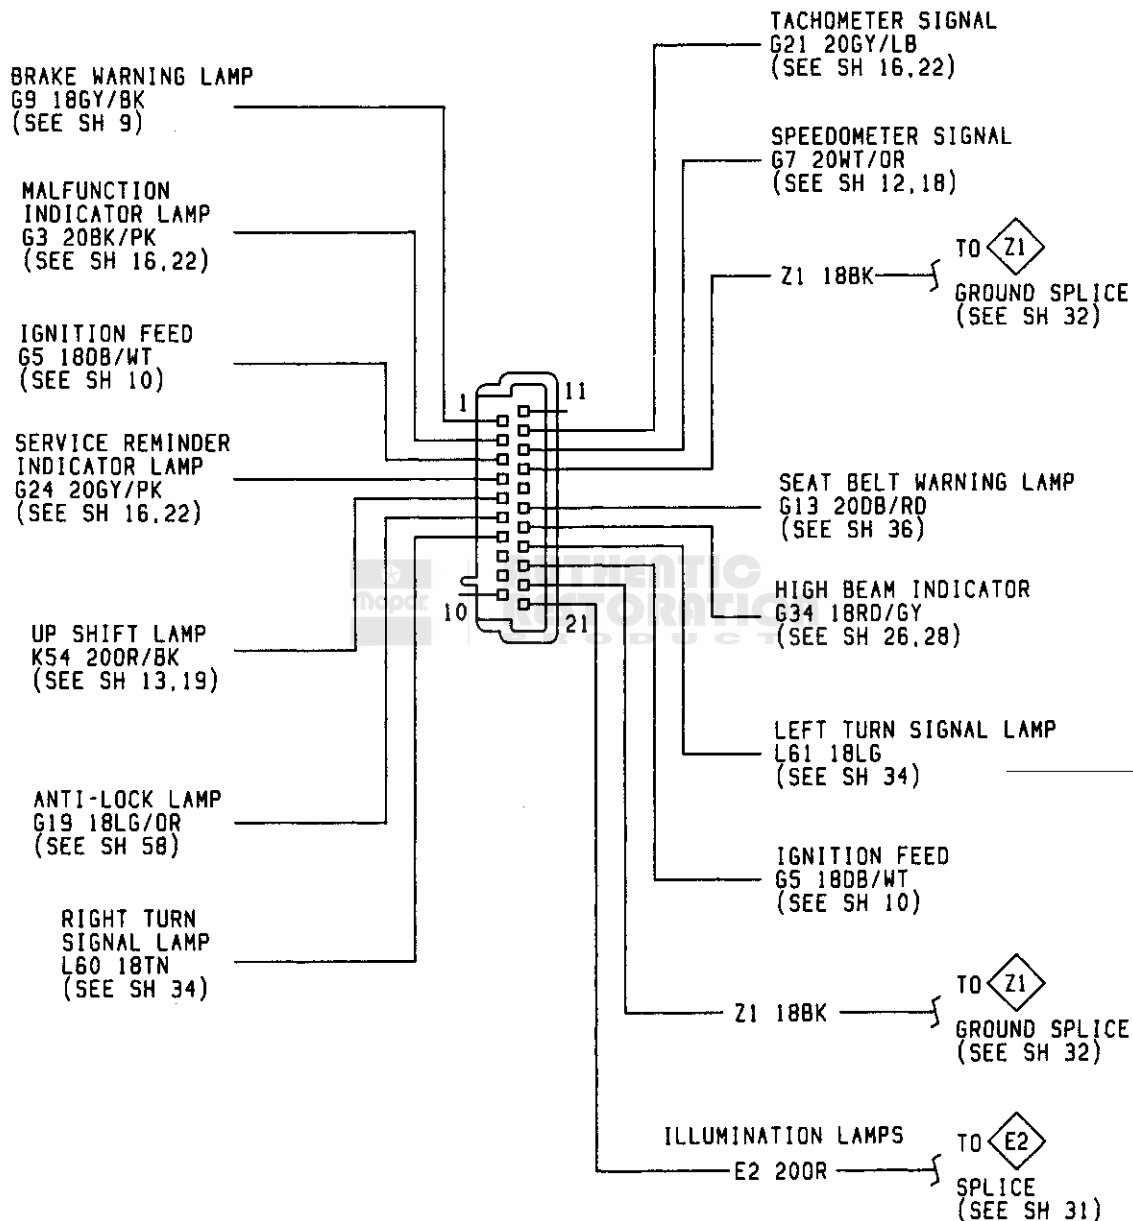 TACHOMETER SIGNAL
G21 20GY/LB
(SEE SH 16,22)
BRAKE WARNING LAMP
G9 18GY/BK
(SEE SH 9)
SPEEDOMETER SIGNAL
G7 20WT/OR
(SEE SH 12,18)
MALFUNCTION
INDICATOR LAMP
G3 20BK/PK
(SEE SH 16,22)
TO Z1
Z1 18BK
GROUND SPLICE
(SEE SH 32)
IGNITION FEED
G5 18DB/WT
(SEE SH 10)
1
11
SERVICE REMINDER
INDICATOR LAMP
G24 20GY/PK
(SEE SH 16,22)
SEAT BELT WARNING LAMP
G13 20DB/RD
(SEE SH 36)
Mopar
AUTHENTIC
RESTORATION
PRODUCT
HIGH BEAM INDICATOR
G34 18RD/GY
(SEE SH 26,28)
10
21
UP SHIFT LAMP
K54 20OR/BK
(SEE SH 13,19)
LEFT TURN SIGNAL LAMP
L61 18LG
(SEE SH 34)
ANTI-LOCK LAMP
G19 18LG/OR
(SEE SH 58)
IGNITION FEED
G5 18DB/WT
(SEE SH 10)
RIGHT TURN
SIGNAL LAMP
L60 18TN
(SEE SH 34)
TO Z1
Z1 18BK
GROUND SPLICE
(SEE SH 32)
ILLUMINATION LAMPS
E2 20OR
TO E2
SPLICE
(SEE SH 31)